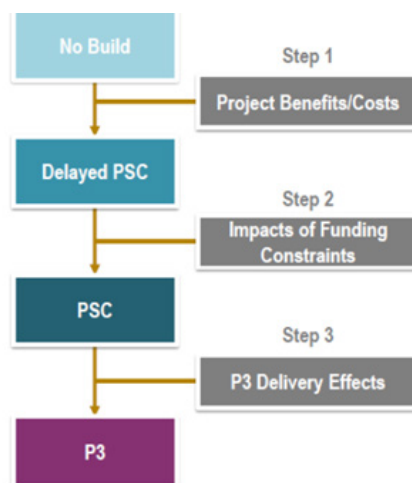 No Build
Step 1
Project Benefits/Costs
Delayed PSC
Step 2
Impacts of Funding
Constraints
PSC
Step 3
P3 Delivery Effects
P3